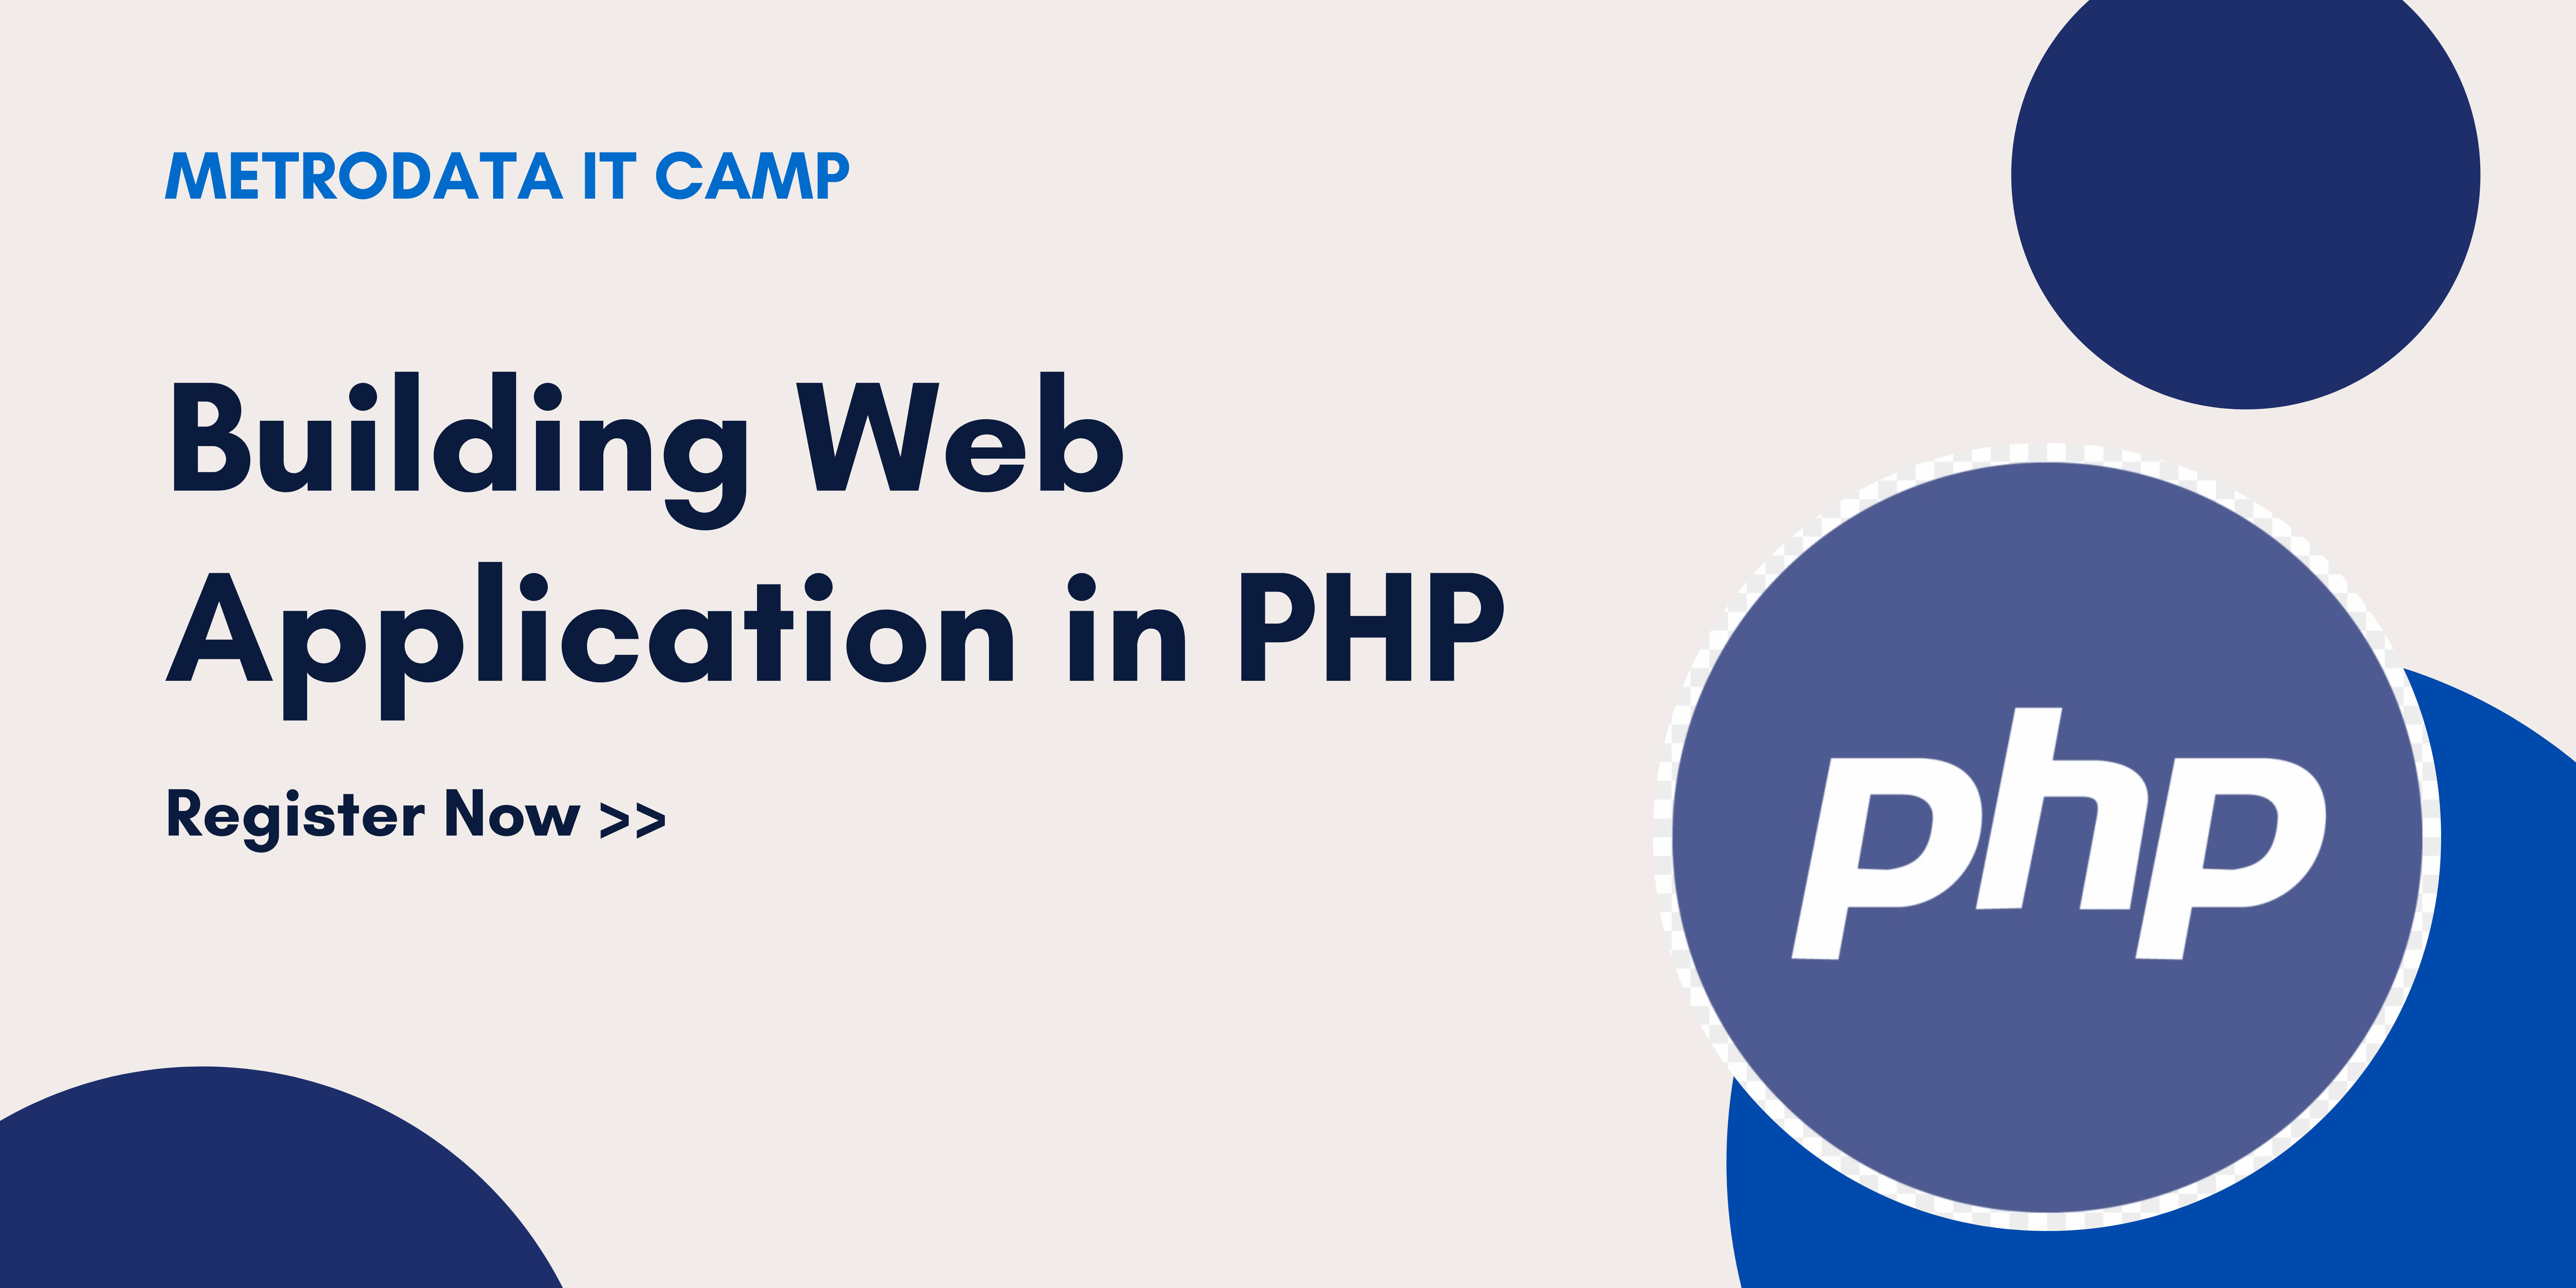 METRODATA IT CAMP
Building Web
Application in PHP
Register Now >>
php